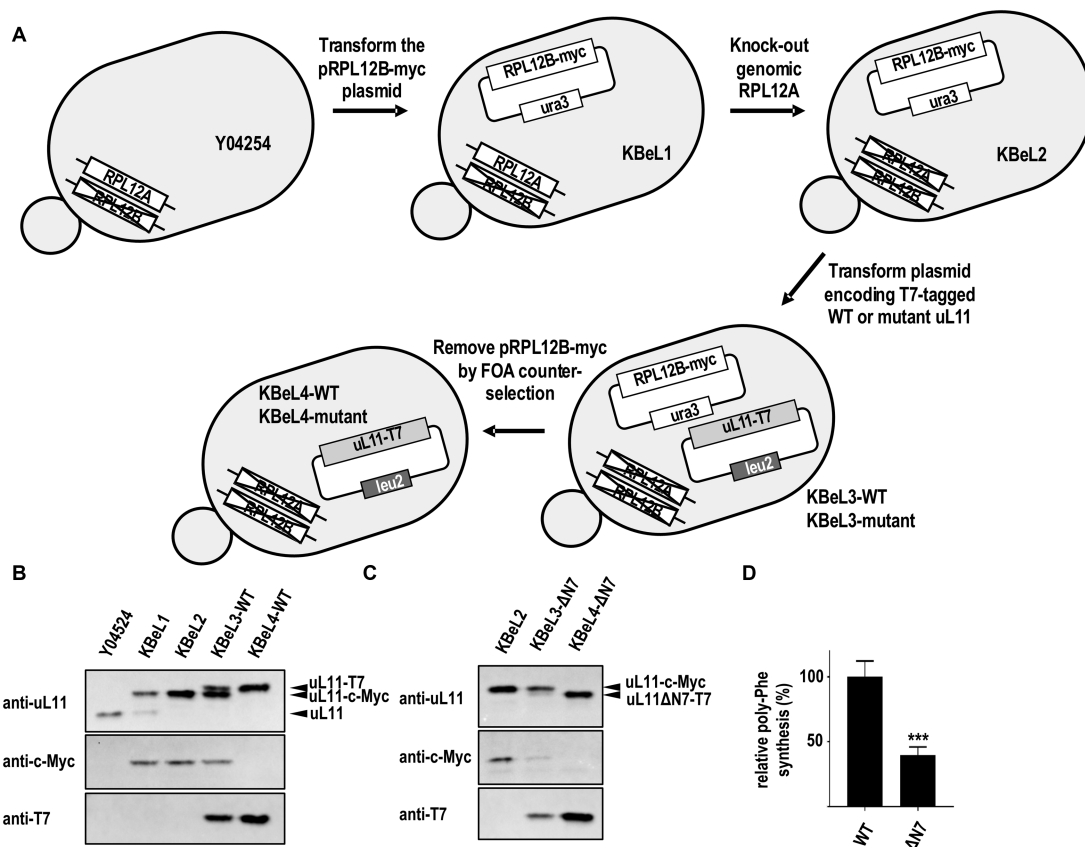 A
Transform the
pRPL12B-myc
plasmid
Knock-out
genomic
RPL12A
Y04254
RPL12A
RPL12B
RPL12B-myc
ura3
KBeL1
RPL12A
RPL12B
RPL12B-myc
ura3
KBeL2
RPL12A
RPL12B
Transform plasmid
encoding T7-tagged
WT or mutant uL11
Remove pRPL12B-myc
by FOA counter-
selection
KBeL4-WT
KBeL4-mutant
uL11-T7
leu2
RPL12A
RPL12B
RPL12B-myc
ura3
uL11-T7
leu2
RPL12A
RPL12B
KBeL3-WT
KBeL3-mutant
B
Y04524
KBeL1
KBeL2
KBeL3-WT
KBeL4-WT
anti-uL11
uL11-T7
uL11-c-Myc
uL11
anti-c-Myc
anti-T7
C
KBeL2
KBeL3-ΔN7
KBeL4-ΔN7
anti-uL11
uL11-c-Myc
uL11ΔN7-T7
anti-c-Myc
anti-T7
D
relative poly-Phe
synthesis (%)
100
50
***
WT
ΔN7